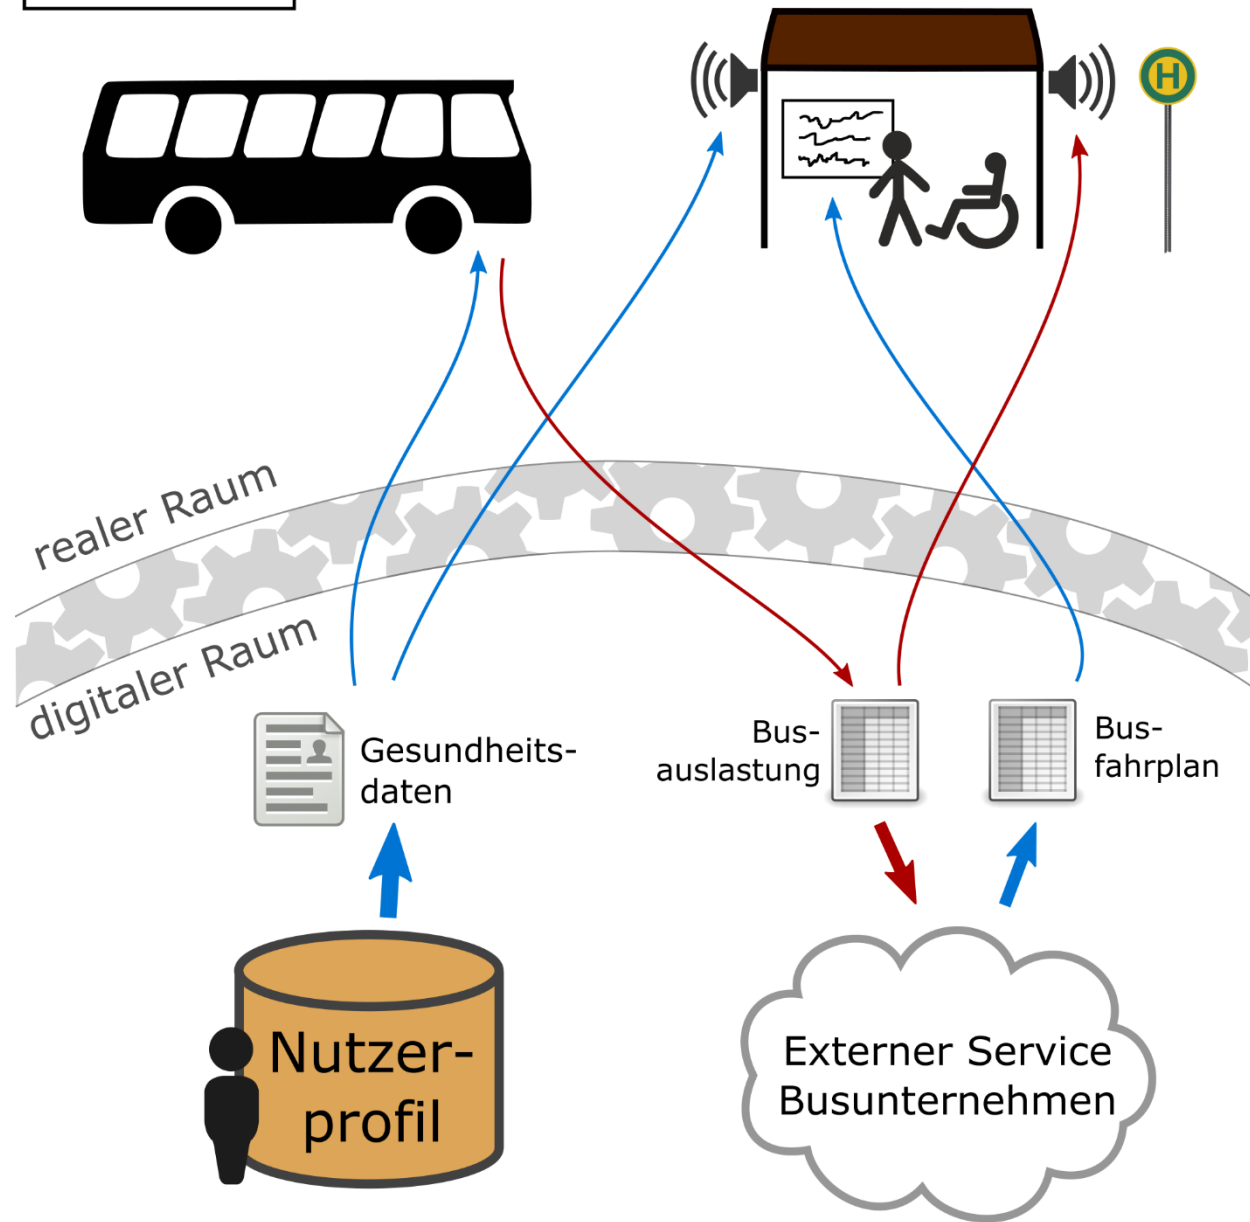 H
realer Raum
digitaler Raum
Gesundheits-
daten
Bus-
auslastung
Bus-
fahrplan
Nutzer-
profil
Externer Service
Busunternehmen